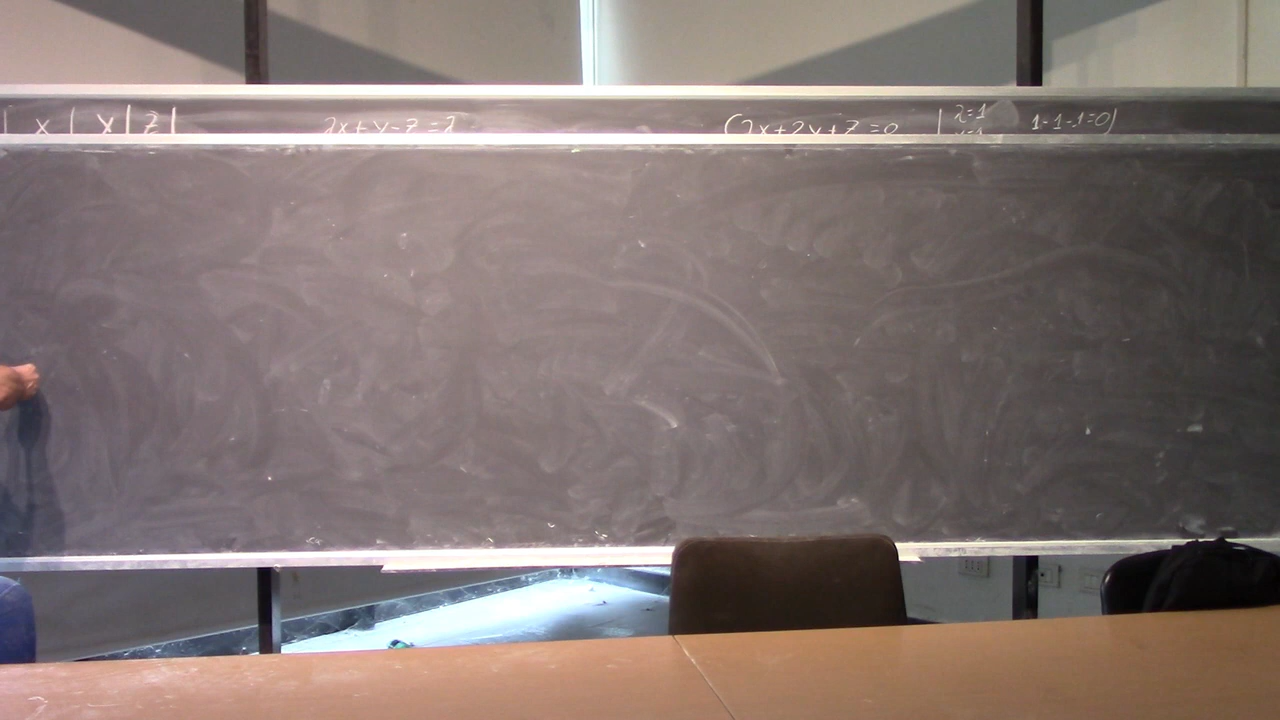 | x | x | z |
2x+y-z=2
(2x+2y+z=0
| x=1
1-1-1=0)